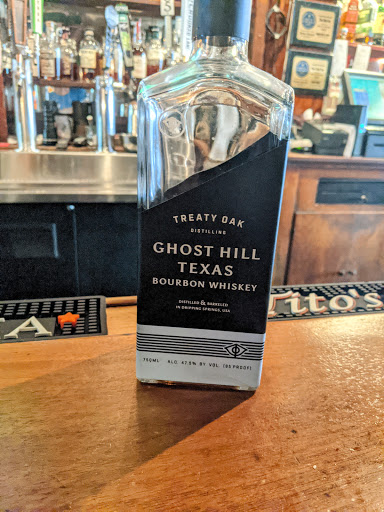 TREATY OAK
DISTILLING
GHOST HILL
TEXAS
BOURBON WHISKEY
DISTILLED & BARRELED
IN DRIPPING SPRINGS, USA
750ML ALC. 47.5% BY VOL. (95 PROOF)
A
Tito's